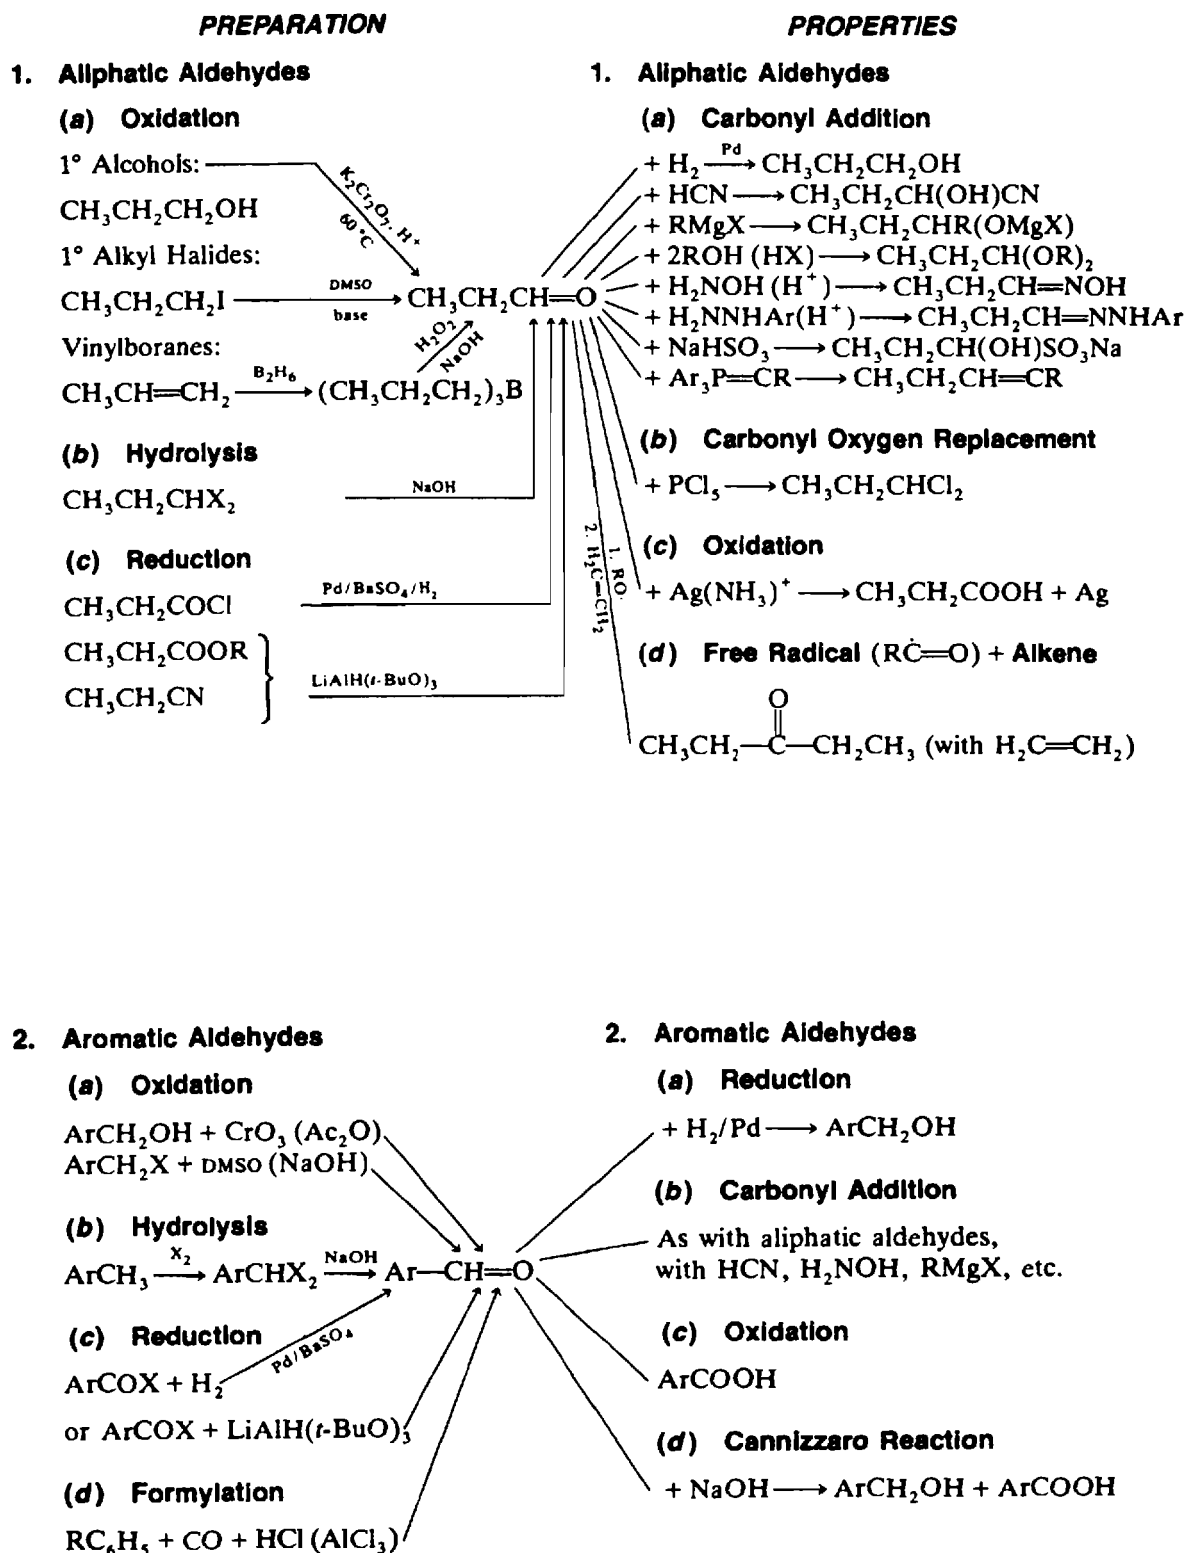 PREPARATION
1. Aliphatic Aldehydes
(a) Oxidation
1° Alcohols:
K₂Cr₂O₇, H⁺
60 °C
CH₃CH₂CH₂OH
1° Alkyl Halides:
CH₃CH₂CH₂I
DMSO
base
CH₃CH₂CH=O
Vinylboranes:
CH₃CH=CH₂ B₂H₆ → (CH₃CH₂CH₂)₃B
H₂O₂
NaOH
(b) Hydrolysis
CH₃CH₂CHX₂ NaOH
(c) Reduction
CH₃CH₂COCl Pd/BaSO₄/H₂
CH₃CH₂COOR
CH₃CH₂CN
LiAlH(t-BuO)₃
PROPERTIES
1. Aliphatic Aldehydes
(a) Carbonyl Addition
+ H₂ Pd → CH₃CH₂CH₂OH
+ HCN → CH₃CH₂CH(OH)CN
+ RMgX → CH₃CH₂CHR(OMgX)
+ 2ROH (HX) → CH₃CH₂CH(OR)₂
+ H₂NOH (H⁺) → CH₃CH₂CH=NOH
+ H₂NNHAr(H⁺) → CH₃CH₂CH=NNHAr
+ NaHSO₃ → CH₃CH₂CH(OH)SO₃Na
+ Ar₃P=CR → CH₃CH₂CH=CR
(b) Carbonyl Oxygen Replacement
+ PCl₅ → CH₃CH₂CHCl₂
(c) Oxidation
+ Ag(NH₃)⁺ → CH₃CH₂COOH + Ag
1. RO·
2. H₂C=CH₂
(d) Free Radical (RĊ=O) + Alkene
O
CH₃CH₂—C—CH₂CH₃ (with H₂C=CH₂)
2. Aromatic Aldehydes
(a) Oxidation
ArCH₂OH + CrO₃ (Ac₂O)
ArCH₂X + DMSO (NaOH)
(b) Hydrolysis
ArCH₃ X₂ → ArCHX₂ NaOH → Ar—CH=O
(c) Reduction
ArCOX + H₂ Pd/BaSO₄
or ArCOX + LiAlH(t-BuO)₃
(d) Formylation
RC₆H₅ + CO + HCl (AlCl₃)
2. Aromatic Aldehydes
(a) Reduction
+ H₂/Pd → ArCH₂OH
(b) Carbonyl Addition
As with aliphatic aldehydes,
with HCN, H₂NOH, RMgX, etc.
(c) Oxidation
ArCOOH
(d) Cannizzaro Reaction
+ NaOH → ArCH₂OH + ArCOOH